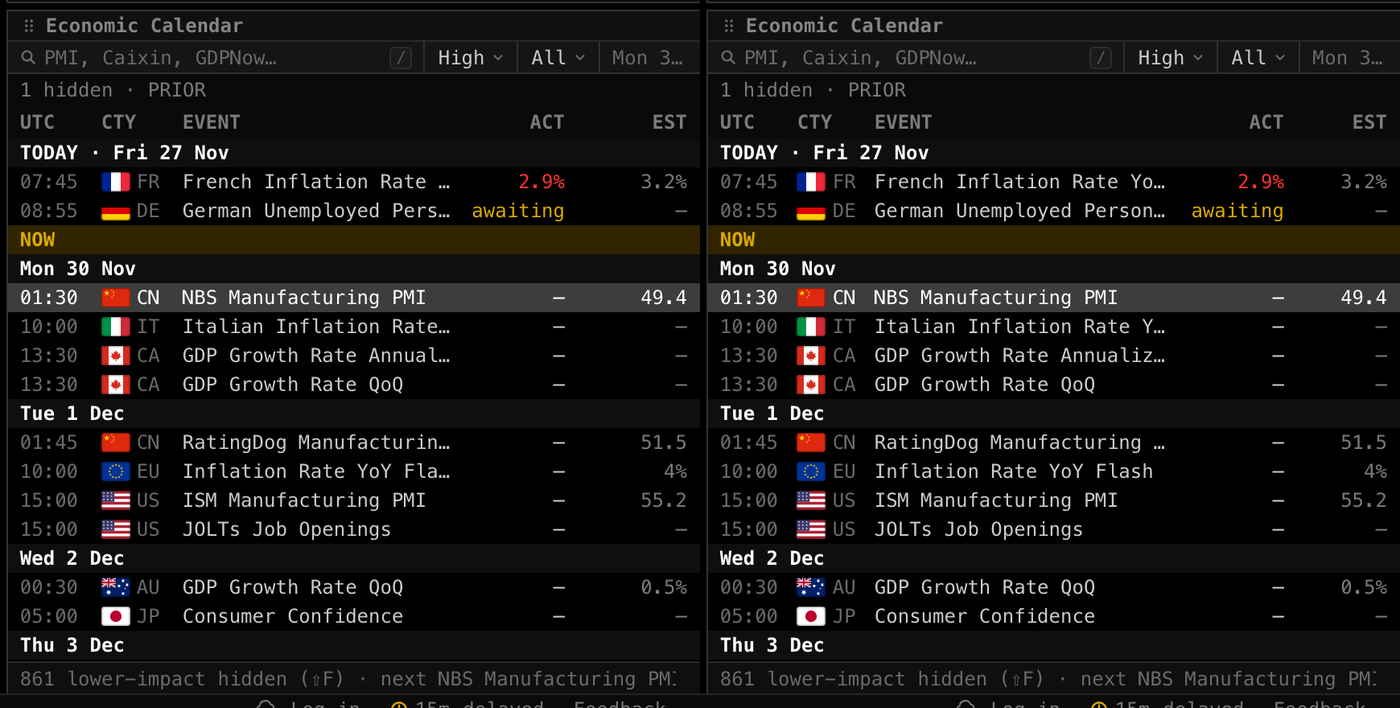 Economic Calendar
PMI, Caixin, GDPNow… / High All Mon 3…
1 hidden · PRIOR
UTC CTY EVENT ACT EST
TODAY · Fri 27 Nov
07:45 FR French Inflation Rate … 2.9% 3.2%
08:55 DE German Unemployed Pers… awaiting –
NOW
Mon 30 Nov
01:30 CN NBS Manufacturing PMI – 49.4
10:00 IT Italian Inflation Rate… – –
13:30 CA GDP Growth Rate Annual… – –
13:30 CA GDP Growth Rate QoQ – –
Tue 1 Dec
01:45 CN RatingDog Manufacturin… – 51.5
10:00 EU Inflation Rate YoY Fla… – 4%
15:00 US ISM Manufacturing PMI – 55.2
15:00 US JOLTs Job Openings – –
Wed 2 Dec
00:30 AU GDP Growth Rate QoQ – 0.5%
05:00 JP Consumer Confidence – –
Thu 3 Dec
861 lower-impact hidden (⇧F) · next NBS Manufacturing PM
Log in 15m delayed Feedback
Economic Calendar
PMI, Caixin, GDPNow… / High All Mon 3…
1 hidden · PRIOR
UTC CTY EVENT ACT EST
TODAY · Fri 27 Nov
07:45 FR French Inflation Rate Yo… 2.9% 3.2%
08:55 DE German Unemployed Person… awaiting –
NOW
Mon 30 Nov
01:30 CN NBS Manufacturing PMI – 49.4
10:00 IT Italian Inflation Rate Y… – –
13:30 CA GDP Growth Rate Annualiz… – –
13:30 CA GDP Growth Rate QoQ – –
Tue 1 Dec
01:45 CN RatingDog Manufacturing … – 51.5
10:00 EU Inflation Rate YoY Flash – 4%
15:00 US ISM Manufacturing PMI – 55.2
15:00 US JOLTs Job Openings – –
Wed 2 Dec
00:30 AU GDP Growth Rate QoQ – 0.5%
05:00 JP Consumer Confidence – –
Thu 3 Dec
861 lower-impact hidden (⇧F) · next NBS Manufacturing PM
Log in 15m delayed Feedback